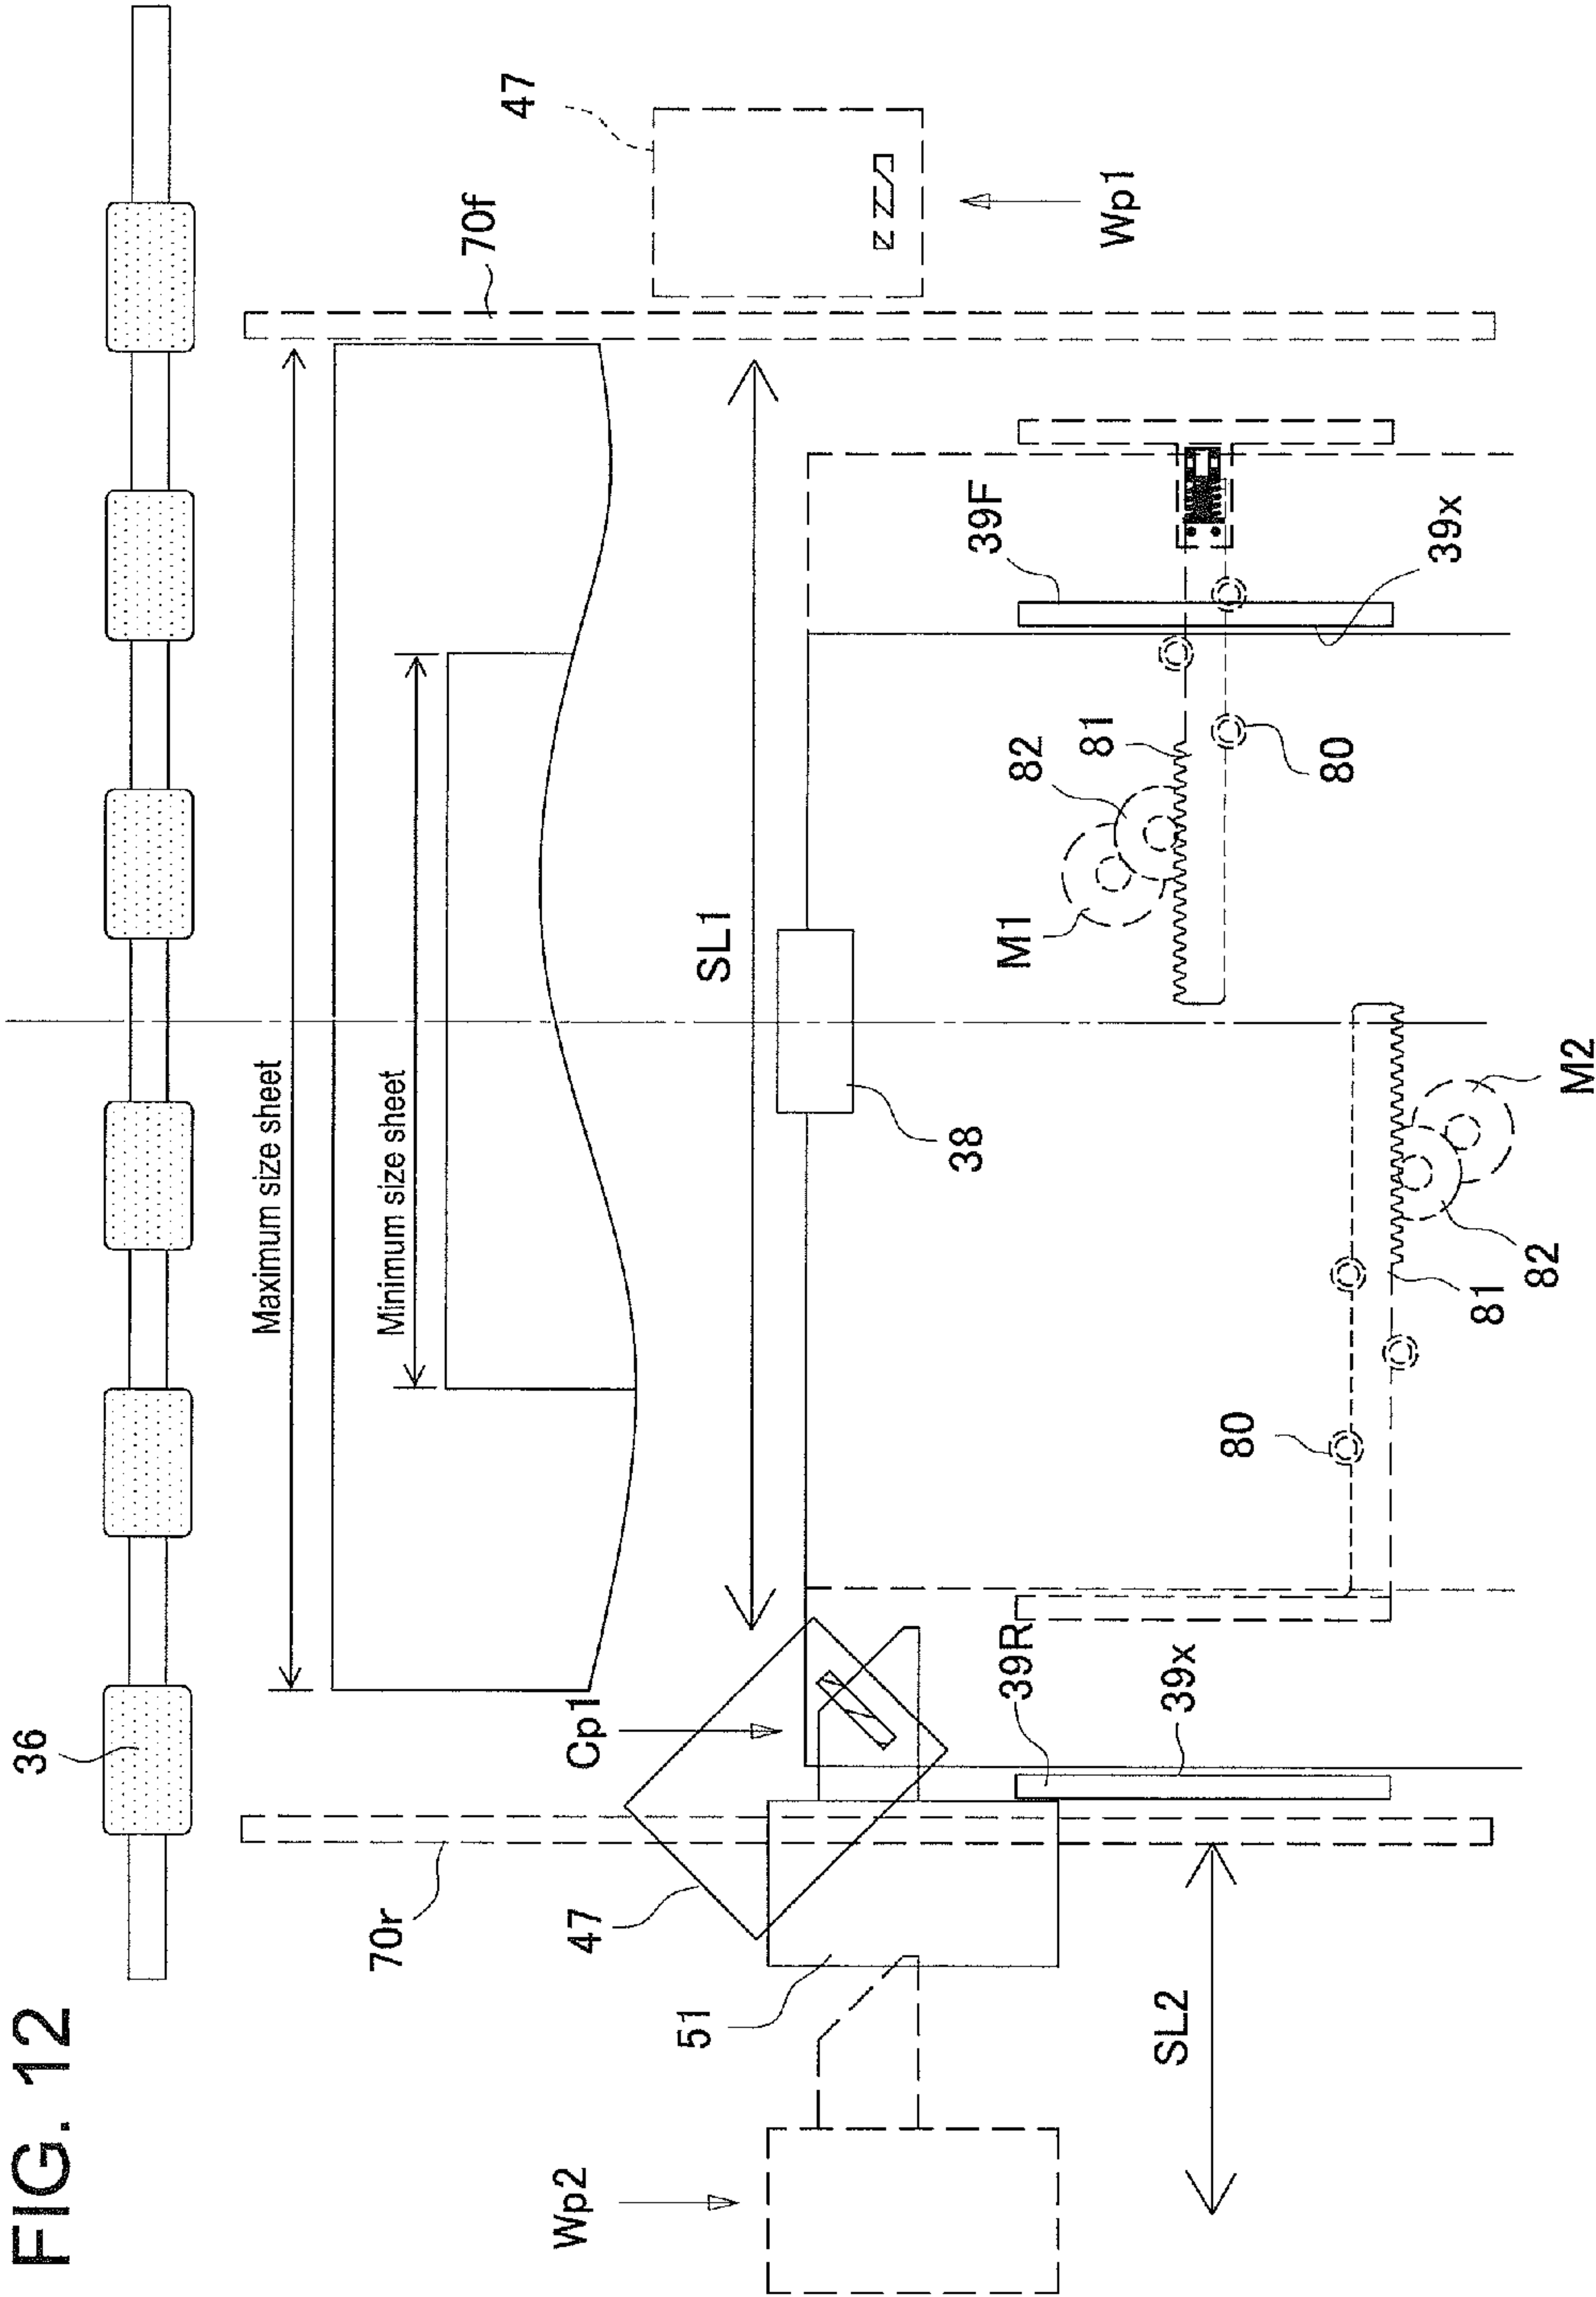 FIG. 12
36
70r
47
51
Wp2
SL2
Cp1
39R
39x
Maximum size sheet
Minimum size sheet
SL1
38
80
81
82
M2
M1
82
81
80
39F
39x
70f
47
Wp1